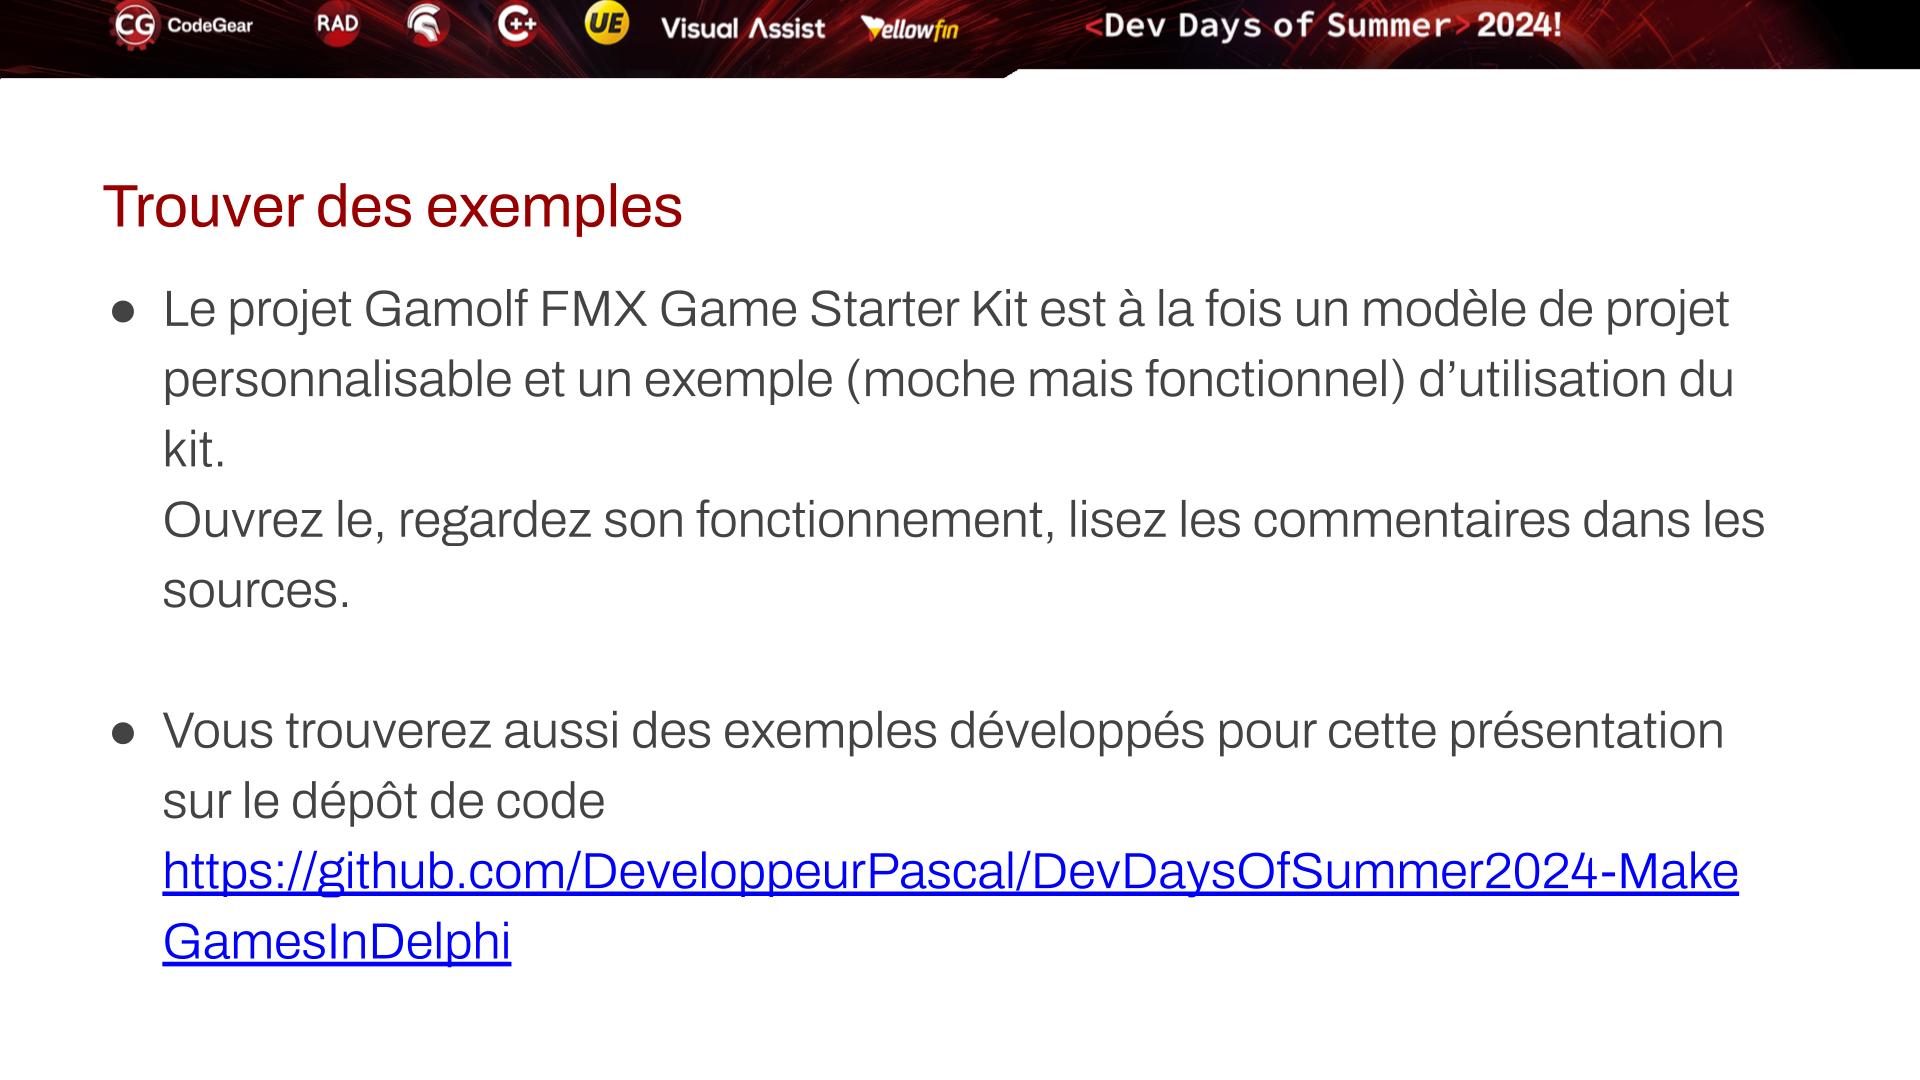 CG CodeGear RAD C++ UE Visual Assist Yellowfin <Dev Days of Summer> 2024!
Trouver des exemples
● Le projet Gamolf FMX Game Starter Kit est à la fois un modèle de projet
personnalisable et un exemple (moche mais fonctionnel) d’utilisation du
kit.
Ouvrez le, regardez son fonctionnement, lisez les commentaires dans les
sources.
● Vous trouverez aussi des exemples développés pour cette présentation
sur le dépôt de code
https://github.com/DeveloppeurPascal/DevDaysOfSummer2024-Make
GamesInDelphi